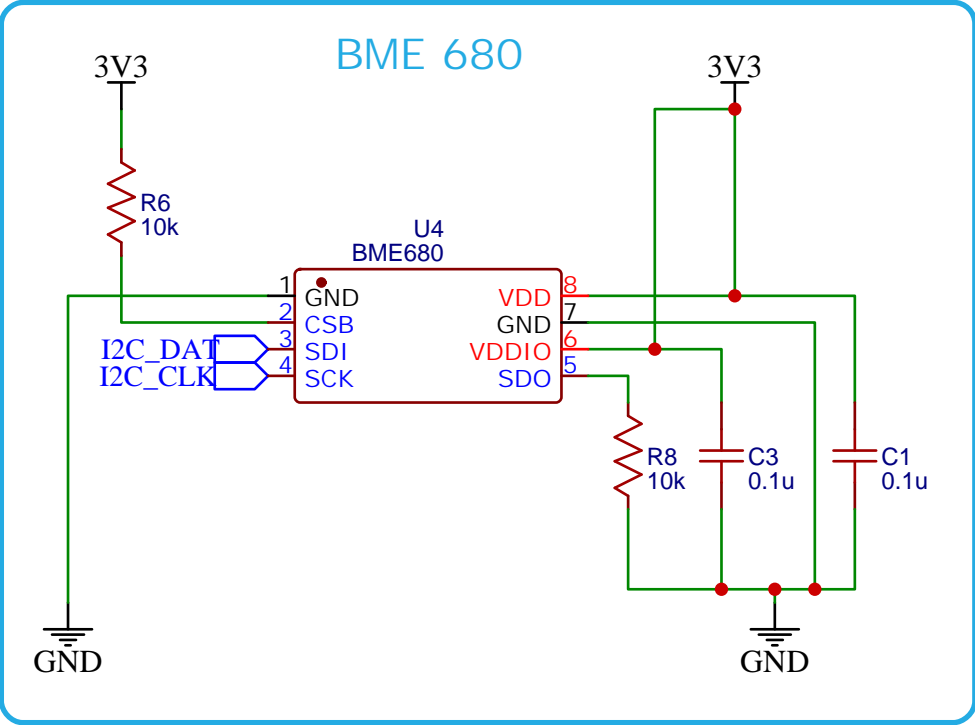 BME 680
3V3
3V3
R6
10k
U4
BME680
1
GND
2
CSB
I2C_DAT
3
SDI
I2C_CLK
4
SCK
VDD
8
GND
7
VDDIO
6
SDO
5
R8
10k
C3
0.1u
C1
0.1u
GND
GND